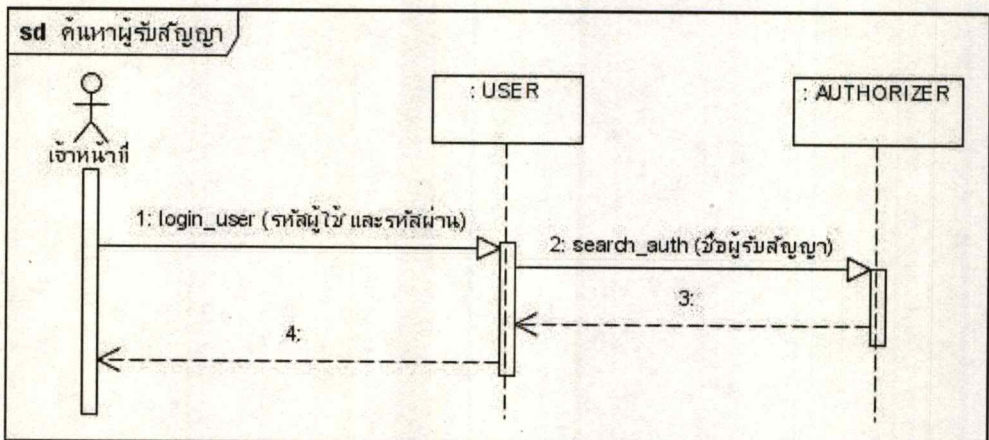 sd ค้นหาผู้รับสัญญา
: USER
: AUTHORIZER
เจ้าหน้าที่
1: login_user (รหัสผู้ใช้ และรหัสผ่าน)
2: search_auth (ชื่อผู้รับสัญญา)
3:
4: